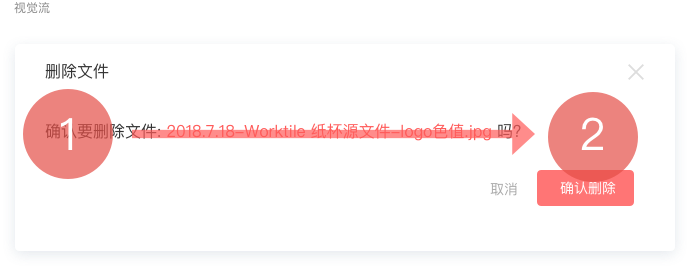 视觉流
删除文件
确认要删除文件: 2018.7.18-Worktile 纸杯源文件-logo色值.jpg 吗?
1
2
取消
确认删除